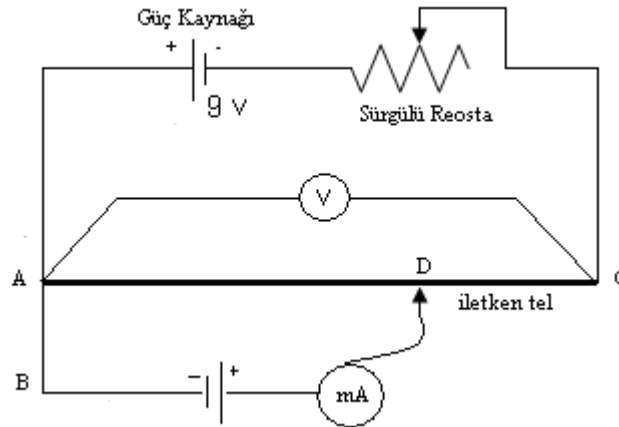 Güç Kaynağı
+ -
9 V
Sürgülü Reosta
V
A D C
iletken tel
B - +
mA